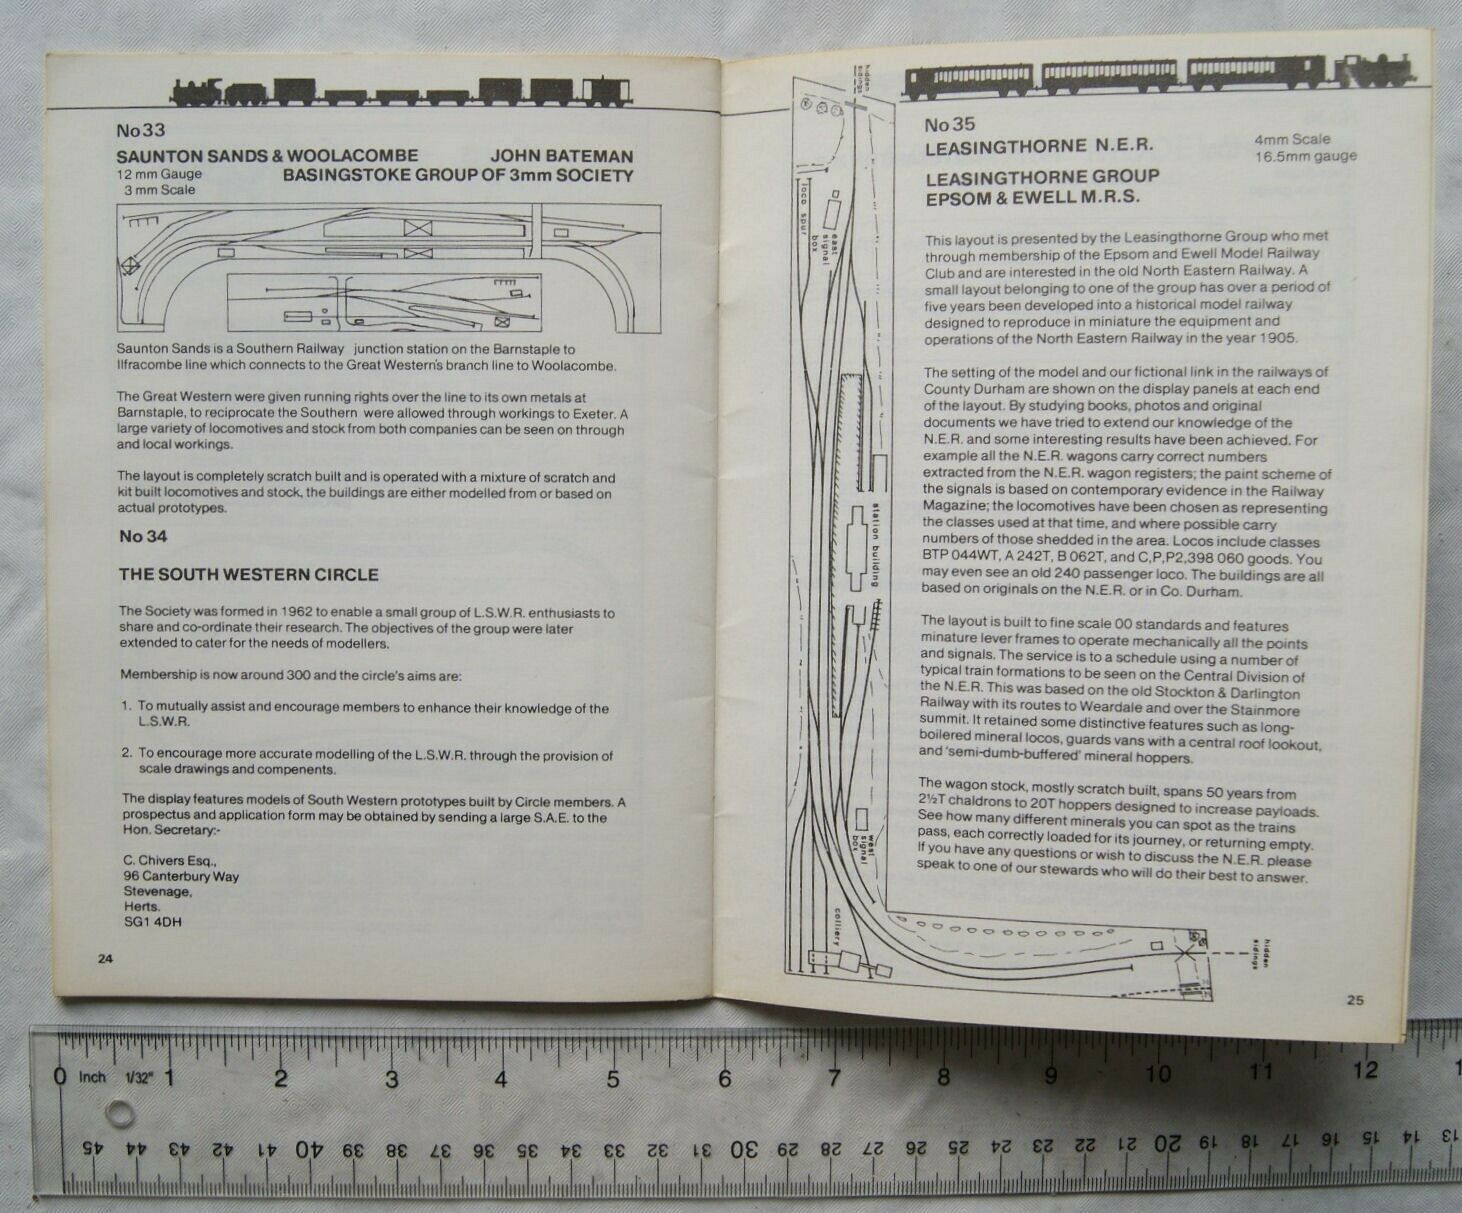 No33
SAUNTON SANDS & WOOLACOMBE JOHN BATEMAN
12 mm Gauge BASINGSTOKE GROUP OF 3mm SOCIETY
3 mm Scale
Saunton Sands is a Southern Railway junction station on the Barnstaple to
Ilfracombe line which connects to the Great Western's branch line to Woolacombe.
The Great Western were given running rights over the line to its own metals at
Barnstaple, to reciprocate the Southern were allowed through workings to Exeter. A
large variety of locomotives and stock from both companies can be seen on through
and local workings.
The layout is completely scratch built and is operated with a mixture of scratch and
kit built locomotives and stock, the buildings are either modelled from or based on
actual prototypes.
No 34
THE SOUTH WESTERN CIRCLE
The Society was formed in 1962 to enable a small group of L.S.W.R. enthusiasts to
share and co-ordinate their research. The objectives of the group were later
extended to cater for the needs of modellers.
Membership is now around 300 and the circle's aims are:
1. To mutually assist and encourage members to enhance their knowledge of the
L.S.W.R.
2. To encourage more accurate modelling of the L.S.W.R. through the provision of
scale drawings and compenents.
The display features models of South Western prototypes built by Circle members. A
prospectus and application form may be obtained by sending a large S.A.E. to the
Hon. Secretary:-
C. Chivers Esq.,
96 Canterbury Way
Stevenage,
Herts.
SG1 4DH
24
hidden
sidings
loco spur
east
signal
box
station building
west
signal
box
colliery
hidden
sidings
No 35
LEASINGTHORNE N.E.R.
4mm Scale
16.5mm gauge
LEASINGTHORNE GROUP
EPSOM & EWELL M.R.S.
This layout is presented by the Leasingthorne Group who met
through membership of the Epsom and Ewell Model Railway
Club and are interested in the old North Eastern Railway. A
small layout belonging to one of the group has over a period of
five years been developed into a historical model railway
designed to reproduce in miniature the equipment and
operations of the North Eastern Railway in the year 1905.
The setting of the model and our fictional link in the railways of
County Durham are shown on the display panels at each end
of the layout. By studying books, photos and original
documents we have tried to extend our knowledge of the
N.E.R. and some interesting results have been achieved. For
example all the N.E.R. wagons carry correct numbers
extracted from the N.E.R. wagon registers; the paint scheme of
the signals is based on contemporary evidence in the Railway
Magazine; the locomotives have been chosen as representing
the classes used at that time, and where possible carry
numbers of those shedded in the area. Locos include classes
BTP 044WT, A 242T, B 062T, and C,P,P2,398 060 goods. You
may even see an old 240 passenger loco. The buildings are all
based on originals on the N.E.R. or in Co. Durham.
The layout is built to fine scale 00 standards and features
minature lever frames to operate mechanically all the points
and signals. The service is to a schedule using a number of
typical train formations to be seen on the Central Division of
the N.E.R. This was based on the old Stockton & Darlington
Railway with its routes to Weardale and over the Stainmore
summit. It retained some distinctive features such as long-
boilered mineral locos, guards vans with a central roof lookout,
and 'semi-dumb-buffered' mineral hoppers.
The wagon stock, mostly scratch built, spans 50 years from
2½T chaldrons to 20T hoppers designed to increase payloads.
See how many different minerals you can spot as the trains
pass, each correctly loaded for its journey, or returning empty.
If you have any questions or wish to discuss the N.E.R. please
speak to one of our stewards who will do their best to answer.
25
0 Inch 1/32" 1 2 3 4 5 6 7 8 9 10 11 12
45 44 43 42 41 40 39 38 37 36 35 34 33 32 31 30 29 28 27 26 25 24 23 22 21 20 19 18 17 16 15 14 13